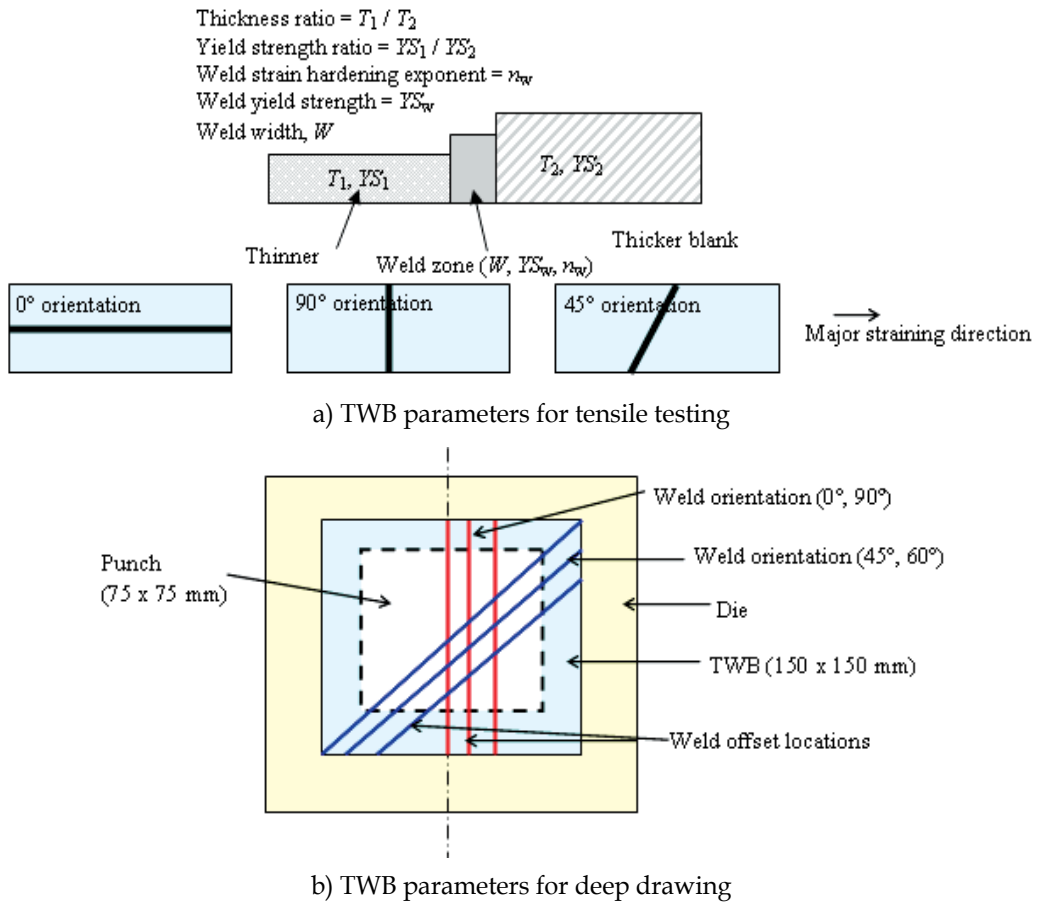 Thickness ratio = T1 / T2
Yield strength ratio = YS1 / YS2
Weld strain hardening exponent = nw
Weld yield strength = YSw
Weld width, W
T1, YS1
T2, YS2
Thinner
Thicker blank
Weld zone (W, YSw, nw)
0° orientation
90° orientation
45° orientation
Major straining direction
a) TWB parameters for tensile testing
Weld orientation (0°, 90°)
Punch
(75 x 75 mm)
Weld orientation (45°, 60°)
Die
TWB (150 x 150 mm)
Weld offset locations
b) TWB parameters for deep drawing